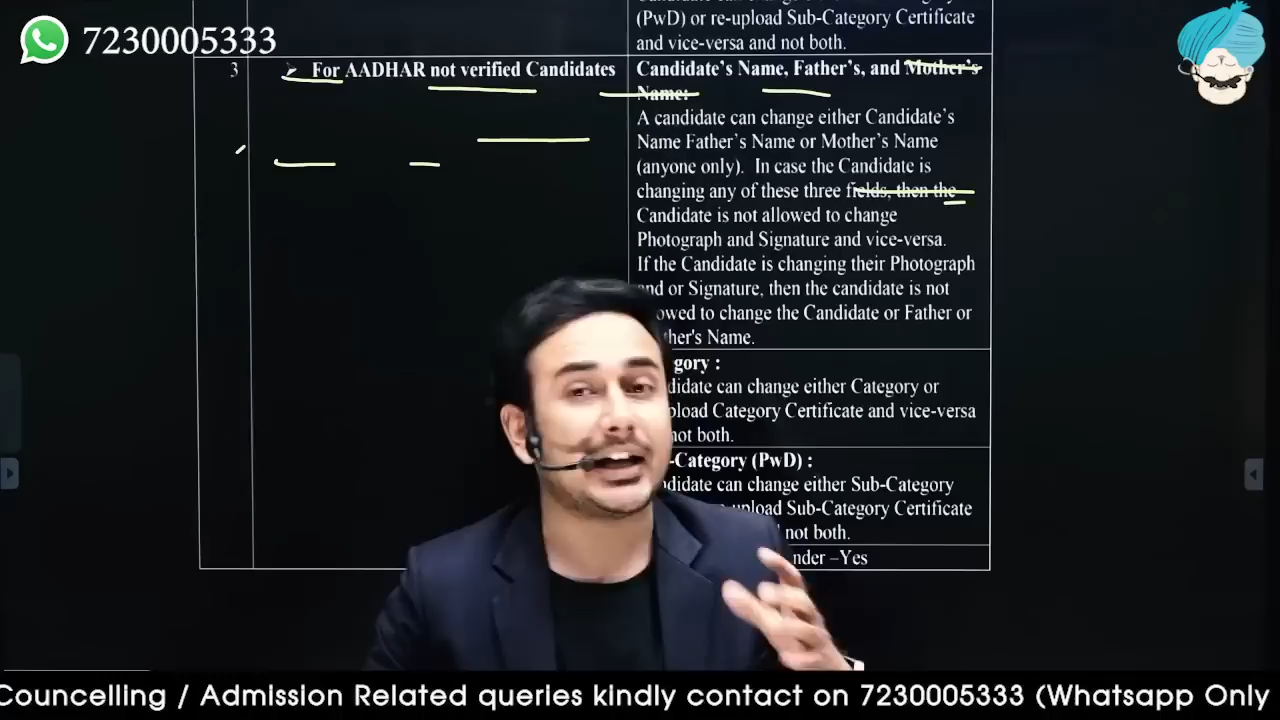 7230005333
(PwD) or re-upload Sub-Category Certificate
and vice-versa and not both.
3
For AADHAR not verified Candidates
Candidate's Name, Father's, and Mother's
Name:
A candidate can change either Candidate's
Name Father's Name or Mother's Name
(anyone only). In case the Candidate is
changing any of these three fields, then the
Candidate is not allowed to change
Photograph and Signature and vice-versa.
If the Candidate is changing their Photograph
and or Signature, then the candidate is not
owed to change the Candidate or Father or
ther's Name.
gory :
didate can change either Category or
pload Category Certificate and vice-versa
not both.
-Category (PwD) :
didate can change either Sub-Category
upload Sub-Category Certificate
not both.
nder –Yes
Councelling / Admission Related queries kindly contact on 7230005333 (Whatsapp Only